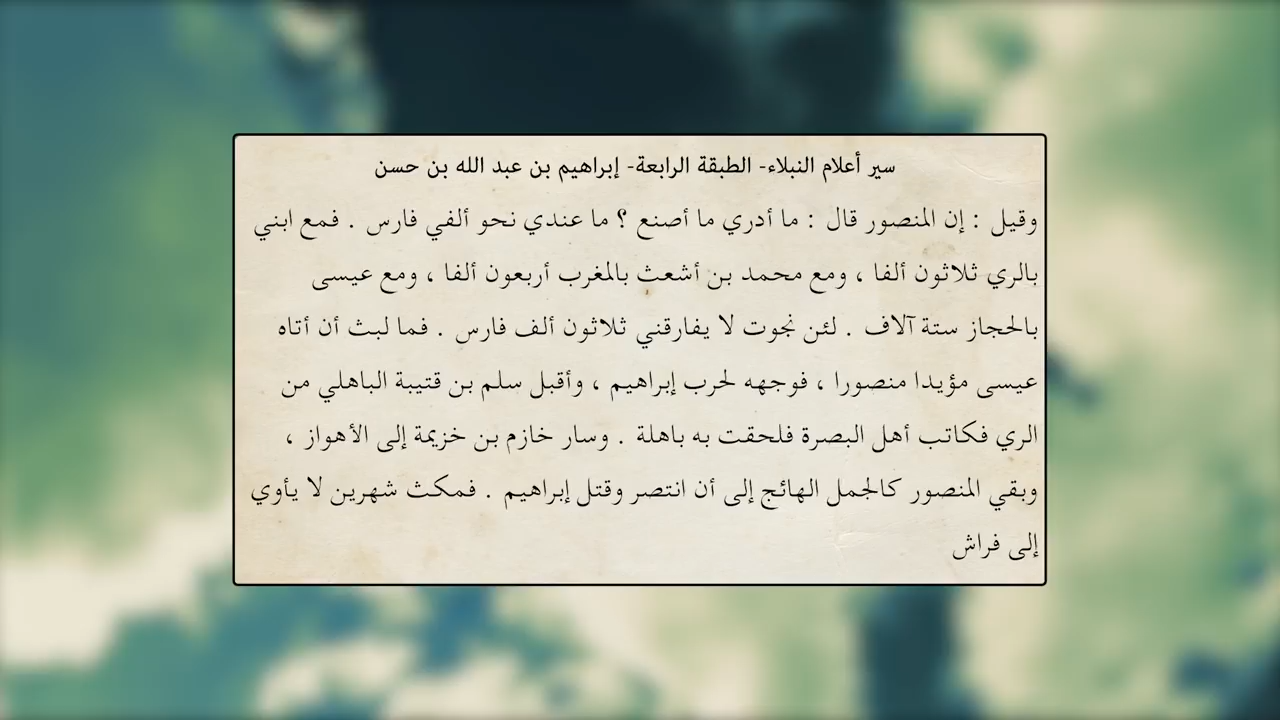 سير أعلام النبلاء- الطبقة الرابعة- إبراهيم بن عبد الله بن حسن
وقيل : إن المنصور قال : ما أدري ما أصنع ؟ ما عندي نحو ألفي فارس . فمع ابني
بالري ثلاثون ألفا ، ومع محمد بن أشعث بالمغرب أربعون ألفا ، ومع عيسى
بالحجاز ستة آلاف . لئن نجوت لا يفارقني ثلاثون ألف فارس . فما لبث أن أتاه
عيسى مؤيدا منصورا ، فوجهه لحرب إبراهيم ، وأقبل سلم بن قتيبة الباهلي من
الري فكاتب أهل البصرة فلحقت به باهلة . وسار خازم بن خزيمة إلى الأهواز ،
وبقي المنصور كالجمل الهائج إلى أن انتصر وقتل إبراهيم . فمكث شهرين لا يأوي
إلى فراش